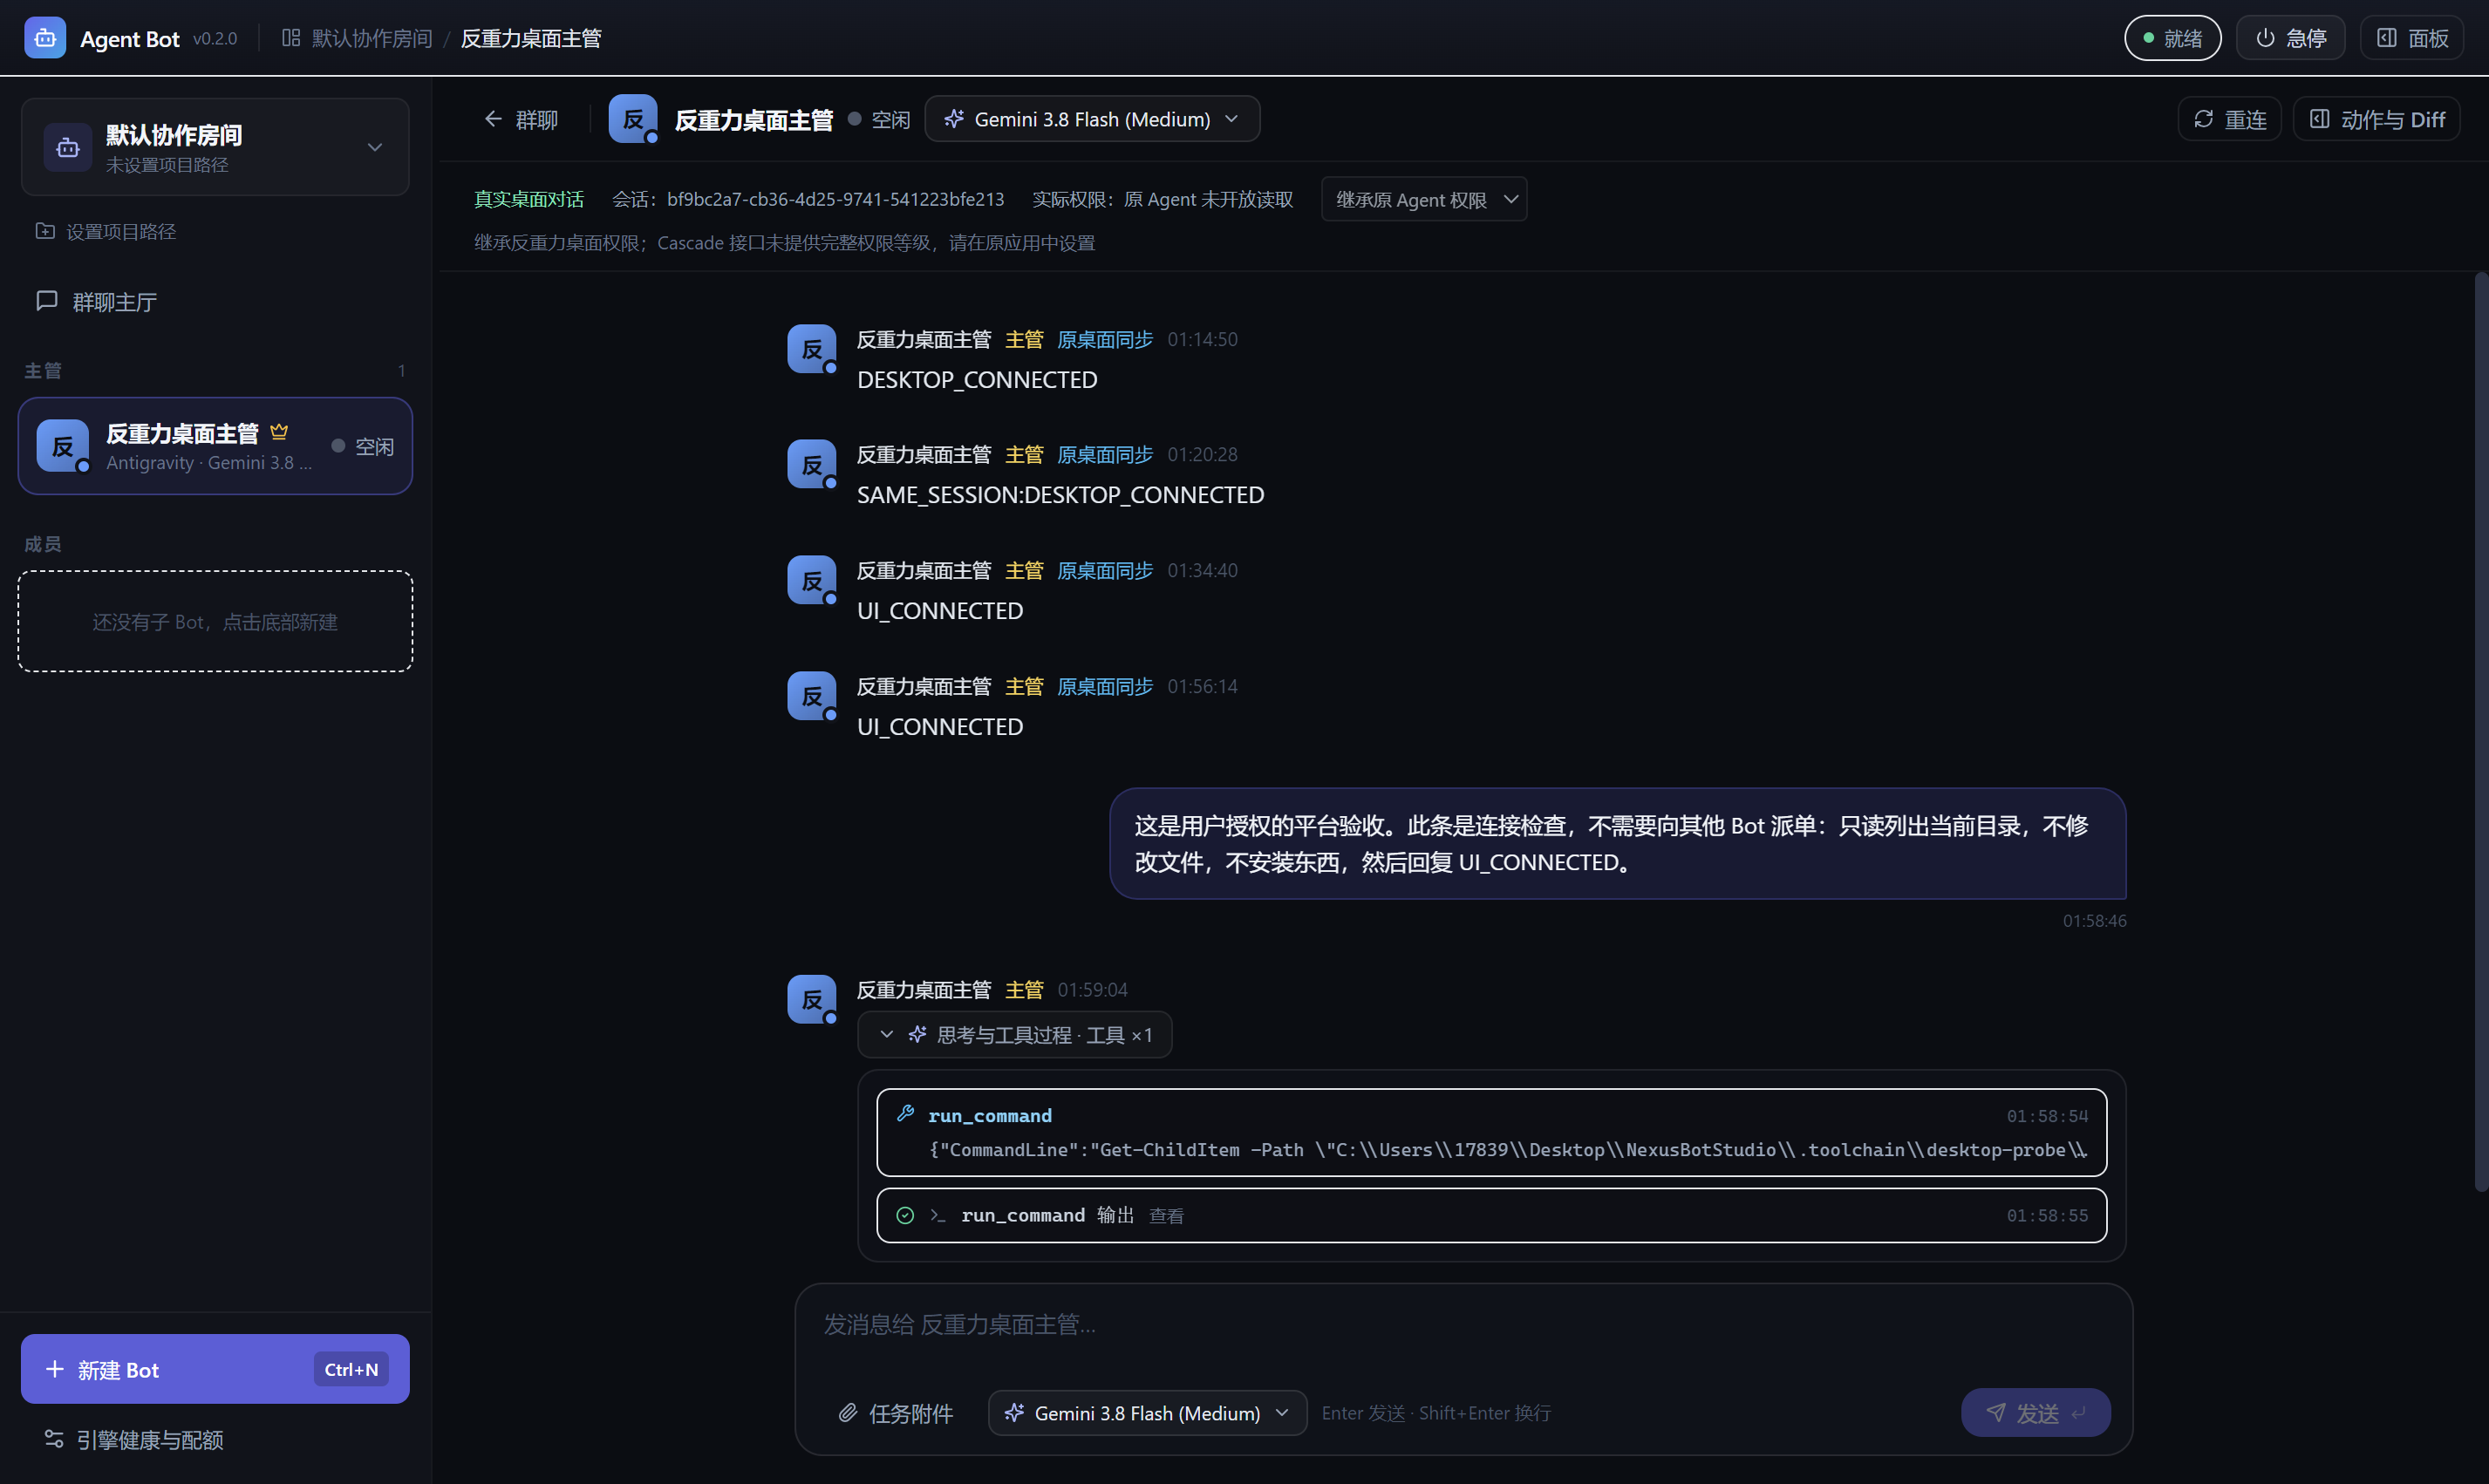 Agent Bot v0.2.0 默认协作房间 / 反重力桌面主管 就绪 急停 面板
默认协作房间
未设置项目路径
设置项目路径
群聊主厅
主管 1
反
反重力桌面主管 空闲
Antigravity · Gemini 3.8 ...
成员
还没有子 Bot，点击底部新建
新建 Bot Ctrl+N
引擎健康与配额
群聊 反 反重力桌面主管 空闲 Gemini 3.8 Flash (Medium) 重连 动作与 Diff
真实桌面对话 会话：bf9bc2a7-cb36-4d25-9741-541223bfe213 实际权限：原 Agent 未开放读取 继承原 Agent 权限
继承反重力桌面权限；Cascade 接口未提供完整权限等级，请在原应用中设置
反 反重力桌面主管 主管 原桌面同步 01:14:50
DESKTOP_CONNECTED
反 反重力桌面主管 主管 原桌面同步 01:20:28
SAME_SESSION:DESKTOP_CONNECTED
反 反重力桌面主管 主管 原桌面同步 01:34:40
UI_CONNECTED
反 反重力桌面主管 主管 原桌面同步 01:56:14
UI_CONNECTED
这是用户授权的平台验收。此条是连接检查，不需要向其他 Bot 派单：只读列出当前目录，不修
改文件，不安装东西，然后回复 UI_CONNECTED。
01:58:46
反 反重力桌面主管 主管 01:59:04
思考与工具过程 · 工具 ×1
run_command 01:58:54
{"CommandLine":"Get-ChildItem -Path \"C:\\Users\\17839\\Desktop\\NexusBotStudio\\.toolchain\\desktop-probe\\…
run_command 输出 查看 01:58:55
发消息给 反重力桌面主管...
任务附件 Gemini 3.8 Flash (Medium) Enter 发送 · Shift+Enter 换行 发送